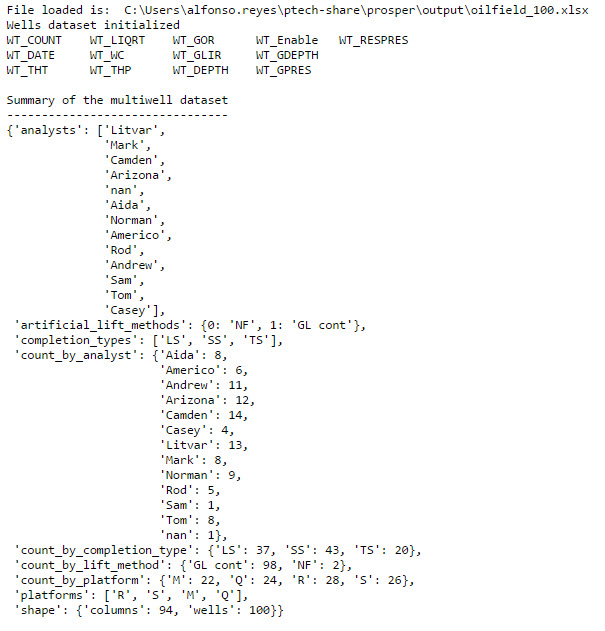 File loaded is:  C:\Users\alfonso.reyes\ptech-share\prosper\output\oilfield_100.xlsx
Wells dataset initialized
WT_COUNT    WT_LIQRT    WT_GOR      WT_Enable   WT_RESPRES
WT_DATE     WT_WC       WT_GLIR     WT_GDEPTH
WT_THT      WT_THP      WT_DEPTH    WT_GPRES

Summary of the multiwell dataset
--------------------------------
{'analysts': ['Litvar',
              'Mark',
              'Camden',
              'Arizona',
              'nan',
              'Aida',
              'Norman',
              'Americo',
              'Rod',
              'Andrew',
              'Sam',
              'Tom',
              'Casey'],
 'artificial_lift_methods': {0: 'NF', 1: 'GL cont'},
 'completion_types': ['LS', 'SS', 'TS'],
 'count_by_analyst': {'Aida': 8,
                      'Americo': 6,
                      'Andrew': 11,
                      'Arizona': 12,
                      'Camden': 14,
                      'Casey': 4,
                      'Litvar': 13,
                      'Mark': 8,
                      'Norman': 9,
                      'Rod': 5,
                      'Sam': 1,
                      'Tom': 8,
                      'nan': 1},
 'count_by_completion_type': {'LS': 37, 'SS': 43, 'TS': 20},
 'count_by_lift_method': {'GL cont': 98, 'NF': 2},
 'count_by_platform': {'M': 22, 'Q': 24, 'R': 28, 'S': 26},
 'platforms': ['R', 'S', 'M', 'Q'],
 'shape': {'columns': 94, 'wells': 100}}